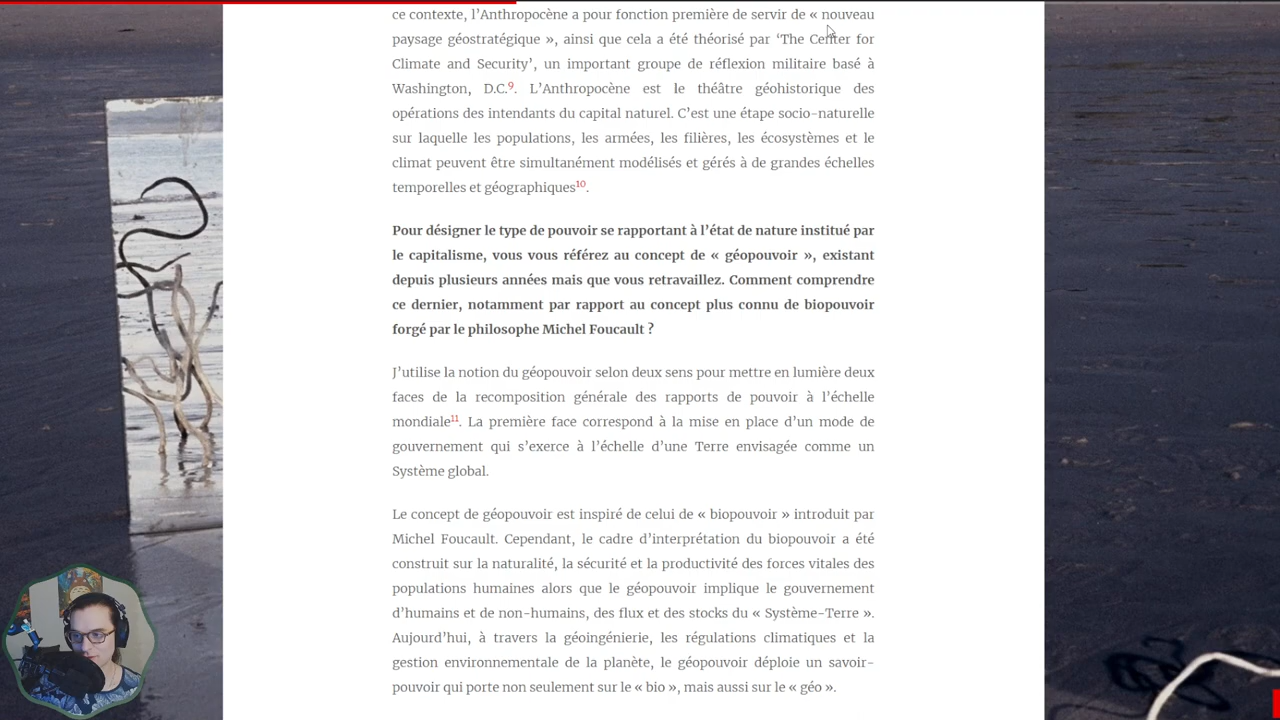 ce contexte, l’Anthropocène a pour fonction première de servir de « nouveau
paysage géostratégique », ainsi que cela a été théorisé par ‘The Center for
Climate and Security’, un important groupe de réflexion militaire basé à
Washington, D.C.9. L’Anthropocène est le théâtre géohistorique des
opérations des intendants du capital naturel. C’est une étape socio-naturelle
sur laquelle les populations, les armées, les filières, les écosystèmes et le
climat peuvent être simultanément modélisés et gérés à de grandes échelles
temporelles et géographiques10.
Pour désigner le type de pouvoir se rapportant à l’état de nature institué par
le capitalisme, vous vous référez au concept de « géopouvoir », existant
depuis plusieurs années mais que vous retravaillez. Comment comprendre
ce dernier, notamment par rapport au concept plus connu de biopouvoir
forgé par le philosophe Michel Foucault ?
J’utilise la notion du géopouvoir selon deux sens pour mettre en lumière deux
faces de la recomposition générale des rapports de pouvoir à l’échelle
mondiale11. La première face correspond à la mise en place d’un mode de
gouvernement qui s’exerce à l’échelle d’une Terre envisagée comme un
Système global.
Le concept de géopouvoir est inspiré de celui de « biopouvoir » introduit par
Michel Foucault. Cependant, le cadre d’interprétation du biopouvoir a été
construit sur la naturalité, la sécurité et la productivité des forces vitales des
populations humaines alors que le géopouvoir implique le gouvernement
d’humains et de non-humains, des flux et des stocks du « Système-Terre ».
Aujourd’hui, à travers la géoingénierie, les régulations climatiques et la
gestion environnementale de la planète, le géopouvoir déploie un savoir-
pouvoir qui porte non seulement sur le « bio », mais aussi sur le « géo ».